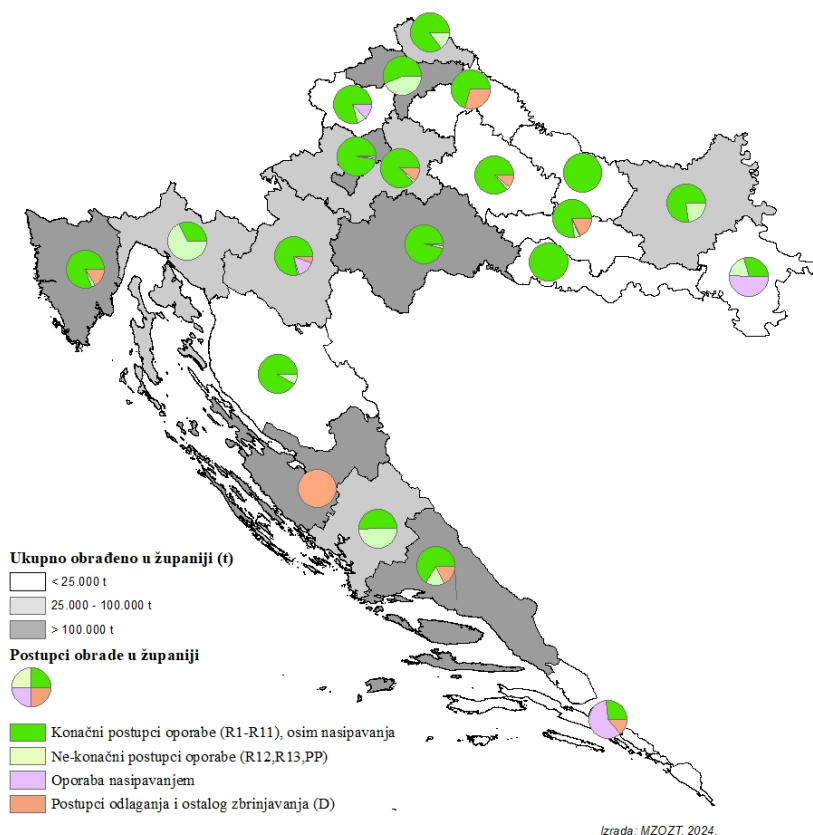 Ukupno obrađeno u županiji (t)
<25.000 t
25.000 - 100.000 t
> 100.000 t
Postupci obrade u županiji
Konačni postupci oporabe (R1-R11), osim nasipavanja
Ne-konačni postupci oporabe (R12,R13,PP)
Oporaba nasipavanjem
Postupci odlaganja i ostalog zbrinjavanja (D)
Izrada: MZOZT, 2024.